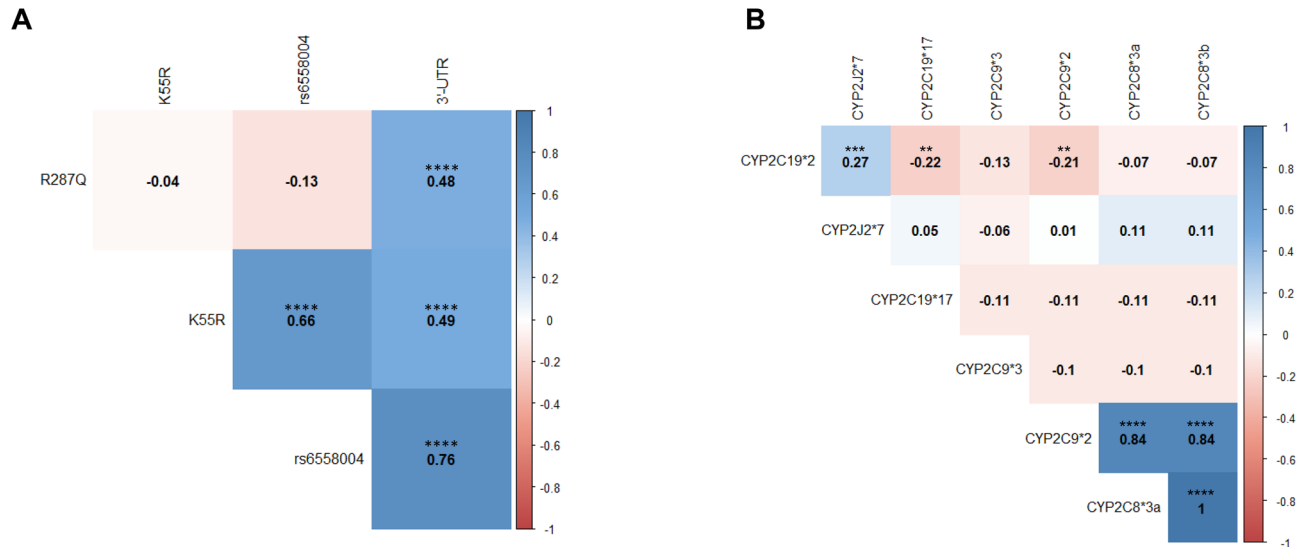 A
K55R
rs6558004
3'-UTR
R287Q
-0.04
-0.13
****
0.48
K55R
****
0.66
****
0.49
rs6558004
****
0.76
1
0.8
0.6
0.4
0.2
0
-0.2
-0.4
-0.6
-0.8
-1
B
CYP2J2*7
CYP2C19*17
CYP2C9*3
CYP2C9*2
CYP2C8*3a
CYP2C8*3b
CYP2C19*2
***
0.27
**
-0.22
-0.13
**
-0.21
-0.07
-0.07
CYP2J2*7
0.05
-0.06
0.01
0.11
0.11
CYP2C19*17
-0.11
-0.11
-0.11
-0.11
CYP2C9*3
-0.1
-0.1
-0.1
CYP2C9*2
****
0.84
****
0.84
CYP2C8*3a
****
1
1
0.8
0.6
0.4
0.2
0
-0.2
-0.4
-0.6
-0.8
-1